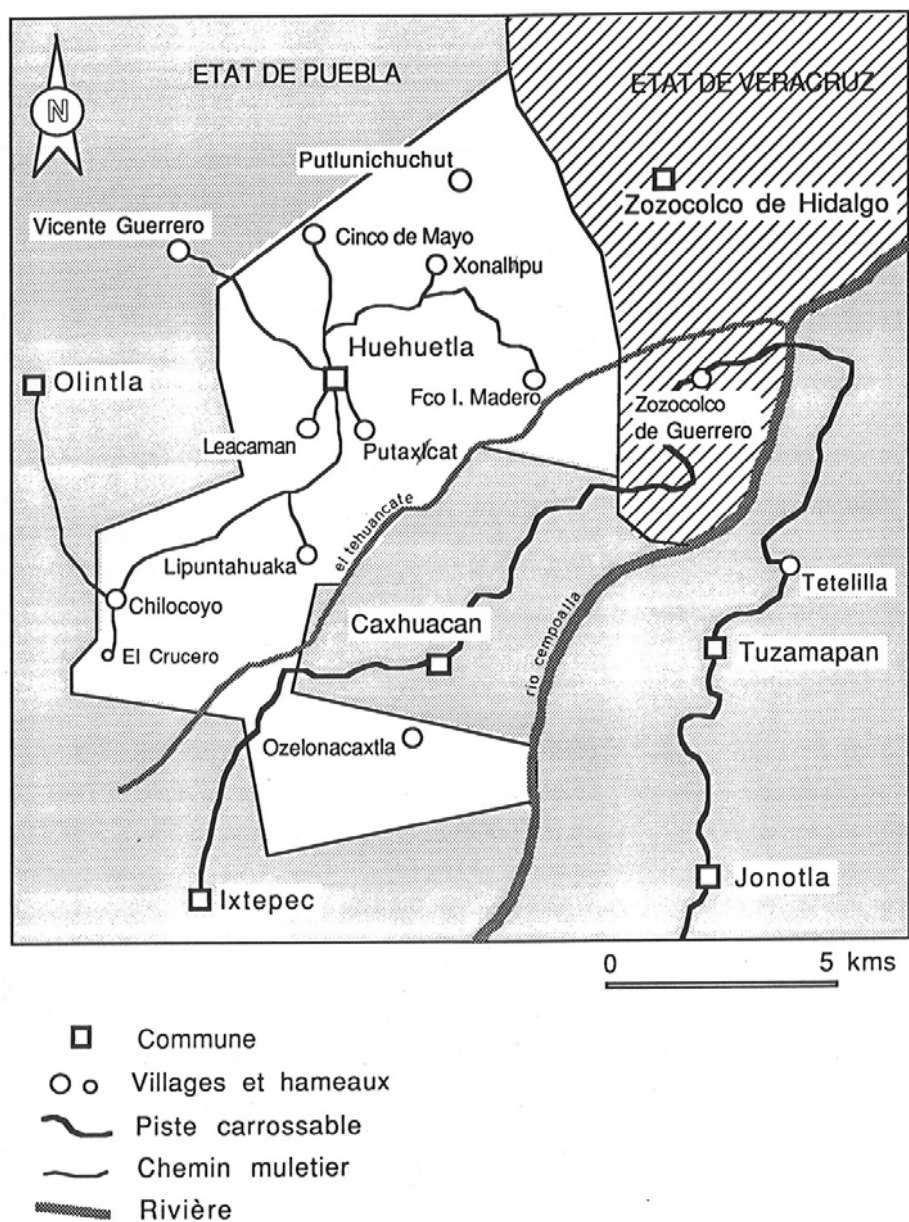 ETAT DE PUEBLA
ETAT DE VERACRUZ
N
Putlunichuchut
Zozocolco de Hidalgo
Vicente Guerrero
Cinco de Mayo
Xonalhpu
Huehuetla
Olintla
Fco I. Madero
Zozocolco
de Guerrero
Leacaman
Putaxcat
el tehuancate
Lipuntahuaka
Tetelilla
Chilocoyo
Caxhuacan
El Crucero
Tuzamapan
rio cempoalla
Ozelonacaxtla
Ixtepec
Jonotla
0 5 kms
Commune
Villages et hameaux
Piste carrossable
Chemin muletier
Rivière